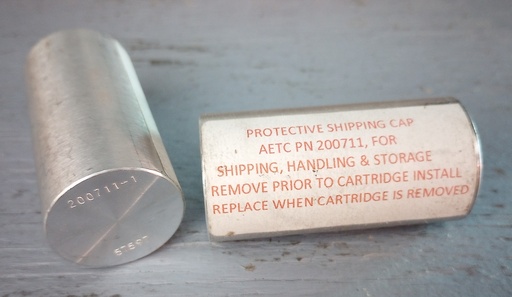 200711-1
PROTECTIVE SHIPPING CAP
AETC PN 200711, FOR
SHIPPING, HANDLING & STORAGE
REMOVE PRIOR TO CARTRIDGE INSTALL
REPLACE WHEN CARTRIDGE IS REMOVED